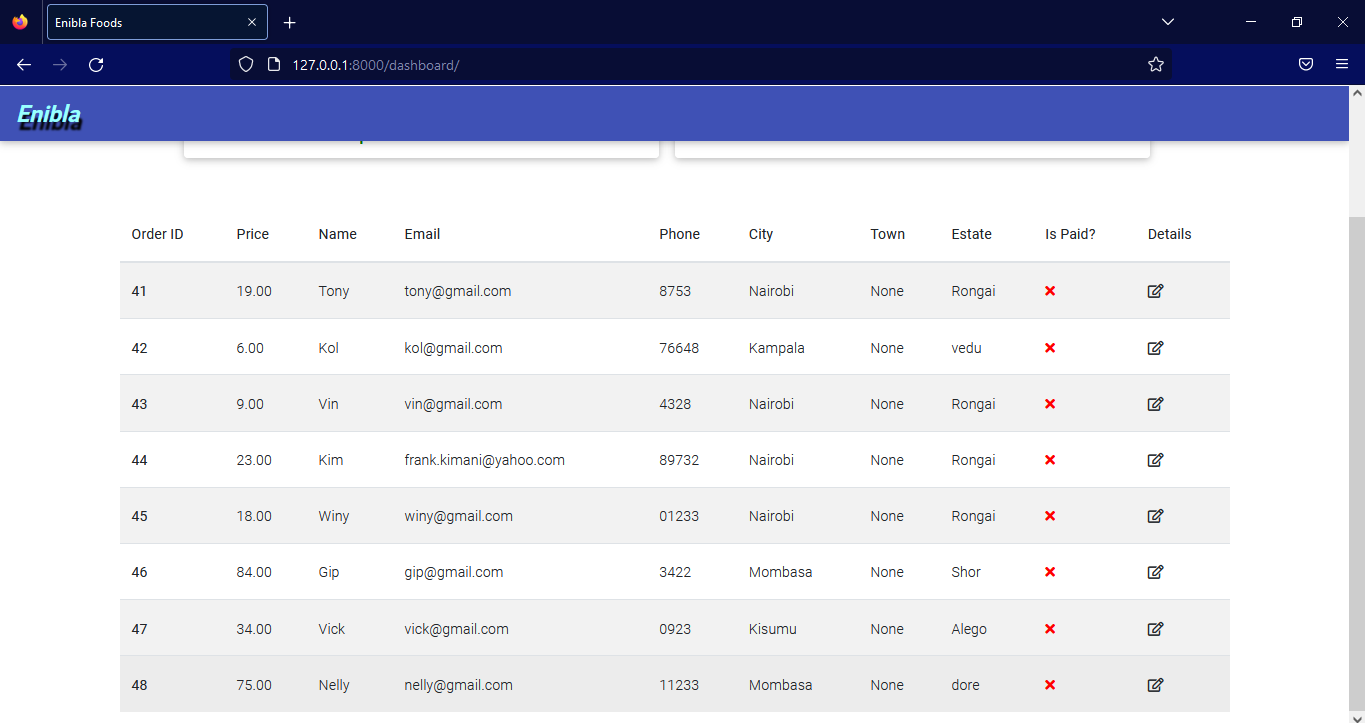 Enibla Foods
127.0.0.1:8000/dashboard/
Enibla
Order ID Price Name Email Phone City Town Estate Is Paid? Details
41 19.00 Tony tony@gmail.com 8753 Nairobi None Rongai
42 6.00 Kol kol@gmail.com 76648 Kampala None vedu
43 9.00 Vin vin@gmail.com 4328 Nairobi None Rongai
44 23.00 Kim frank.kimani@yahoo.com 89732 Nairobi None Rongai
45 18.00 Winy winy@gmail.com 01233 Nairobi None Rongai
46 84.00 Gip gip@gmail.com 3422 Mombasa None Shor
47 34.00 Vick vick@gmail.com 0923 Kisumu None Alego
48 75.00 Nelly nelly@gmail.com 11233 Mombasa None dore